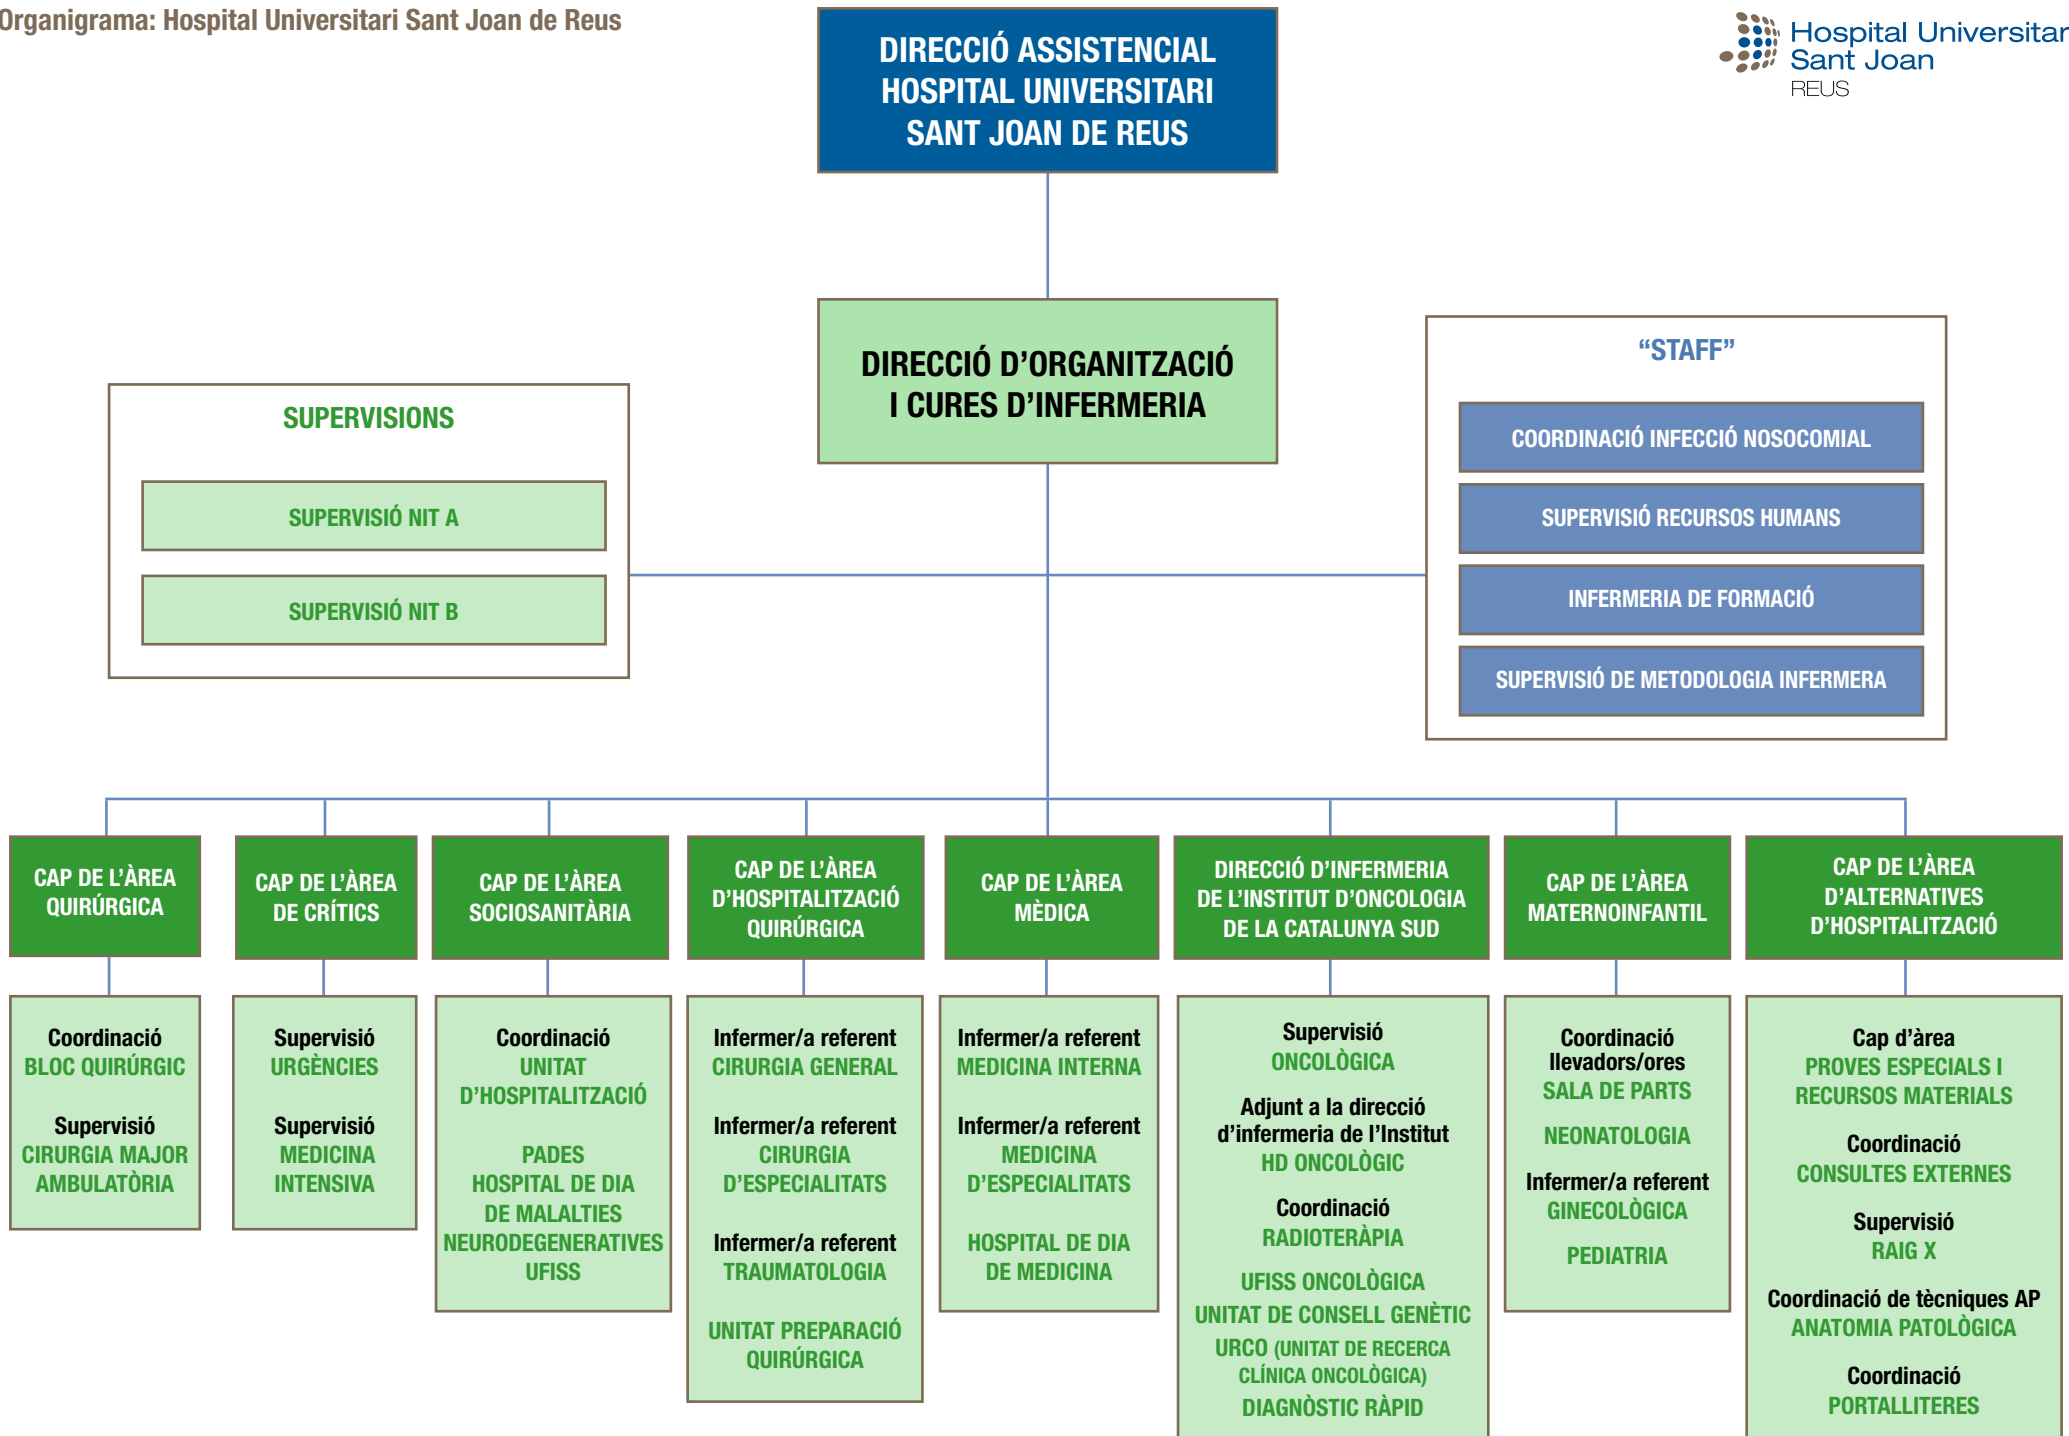 Organigrama: Hospital Universitari Sant Joan de Reus
Hospital Universitar
Sant Joan
REUS
DIRECCIÓ ASSISTENCIAL
HOSPITAL UNIVERSITARI
SANT JOAN DE REUS
DIRECCIÓ D’ORGANITZACIÓ
I CURES D’INFERMERIA
SUPERVISIONS
SUPERVISIÓ NIT A
SUPERVISIÓ NIT B
“STAFF”
COORDINACIÓ INFECCIÓ NOSOCOMIAL
SUPERVISIÓ RECURSOS HUMANS
INFERMERIA DE FORMACIÓ
SUPERVISIÓ DE METODOLOGIA INFERMERA
CAP DE L’ÀREA
QUIRÚRGICA
Coordinació
BLOC QUIRÚRGIC
Supervisió
CIRURGIA MAJOR
AMBULATÒRIA
CAP DE L’ÀREA
DE CRÍTICS
Supervisió
URGÈNCIES
Supervisió
MEDICINA
INTENSIVA
CAP DE L’ÀREA
SOCIOSANITÀRIA
Coordinació
UNITAT
D’HOSPITALITZACIÓ
PADES
HOSPITAL DE DIA
DE MALALTIES
NEURODEGENERATIVES
UFISS
CAP DE L’ÀREA
D’HOSPITALITZACIÓ
QUIRÚRGICA
Infermer/a referent
CIRURGIA GENERAL
Infermer/a referent
CIRURGIA
D’ESPECIALITATS
Infermer/a referent
TRAUMATOLOGIA
UNITAT PREPARACIÓ
QUIRÚRGICA
CAP DE L’ÀREA
MÈDICA
Infermer/a referent
MEDICINA INTERNA
Infermer/a referent
MEDICINA
D’ESPECIALITATS
HOSPITAL DE DIA
DE MEDICINA
DIRECCIÓ D’INFERMERIA
DE L’INSTITUT D’ONCOLOGIA
DE LA CATALUNYA SUD
Supervisió
ONCOLÒGICA
Adjunt a la direcció
d’infermeria de l’Institut
HD ONCOLÒGIC
Coordinació
RADIOTERÀPIA
UFISS ONCOLÒGICA
UNITAT DE CONSELL GENÈTIC
URCO (UNITAT DE RECERCA
CLÍNICA ONCOLÒGICA)
DIAGNÒSTIC RÀPID
CAP DE L’ÀREA
MATERNOINFANTIL
Coordinació
llevadors/ores
SALA DE PARTS
NEONATOLOGIA
Infermer/a referent
GINECOLÒGICA
PEDIATRIA
CAP DE L’ÀREA
D’ALTERNATIVES
D’HOSPITALITZACIÓ
Cap d’àrea
PROVES ESPECIALS I
RECURSOS MATERIALS
Coordinació
CONSULTES EXTERNES
Supervisió
RAIG X
Coordinació de tècniques AP
ANATOMIA PATOLÒGICA
Coordinació
PORTALLITERES